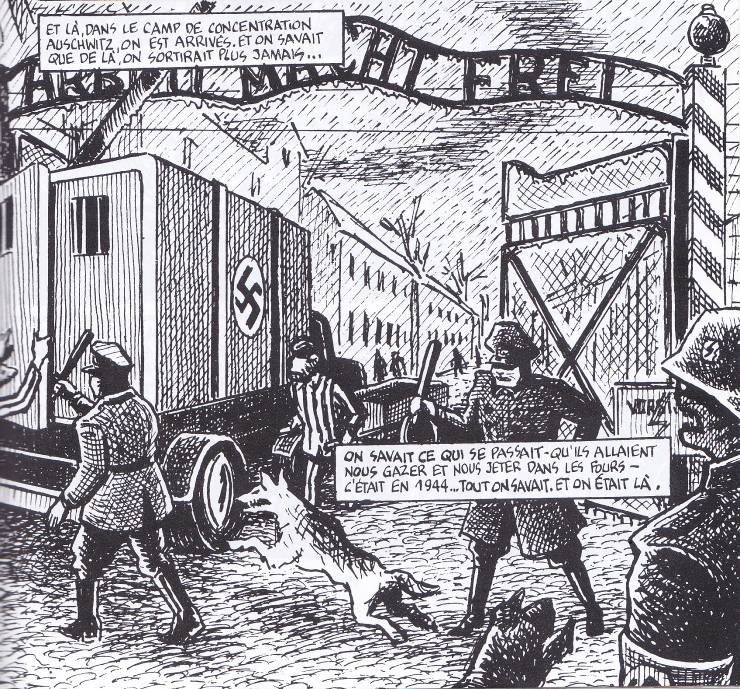 ET LÀ, DANS LE CAMP DE CONCENTRATION
AUSCHWITZ, ON EST ARRIVÉS. ET ON SAVAIT
QUE DE LÀ, ON SORTIRAIT PLUS JAMAIS...
ARBEIT MACHT FREI
ON SAVAIT CE QUI SE PASSAIT - QU'ILS ALLAIENT
NOUS GAZER ET NOUS JETER DANS LES FOURS -
C'ÉTAIT EN 1944... TOUT ON SAVAIT. ET ON ÉTAIT LÀ.